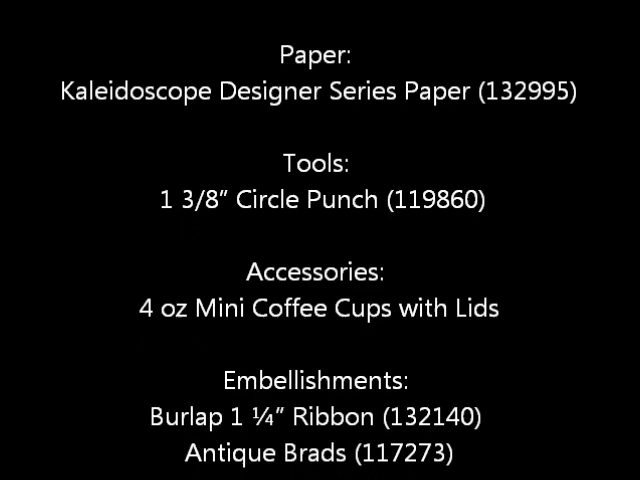 Paper:
Kaleidoscope Designer Series Paper (132995)
Tools:
1 3/8” Circle Punch (119860)
Accessories:
4 oz Mini Coffee Cups with Lids
Embellishments:
Burlap 1 ¼” Ribbon (132140)
Antique Brads (117273)